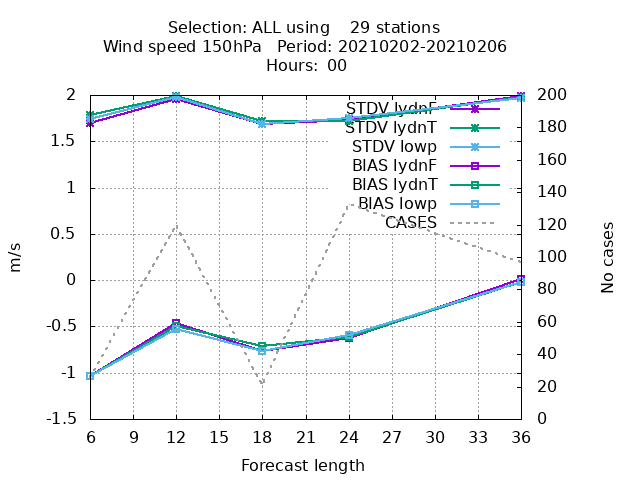 Selection: ALL using 29 stations
Wind speed 150hPa Period: 20210202-20210206
Hours: 00
2
1.5
1
0.5
0
-0.5
-1
-1.5
m/s
STDV lydnF
STDV lydnT
STDV lowp
BIAS lydnF
BIAS lydnT
BIAS lowp
CASES
200
180
160
140
120
100
80
60
40
20
0
No cases
6 9 12 15 18 21 24 27 30 33 36
Forecast length